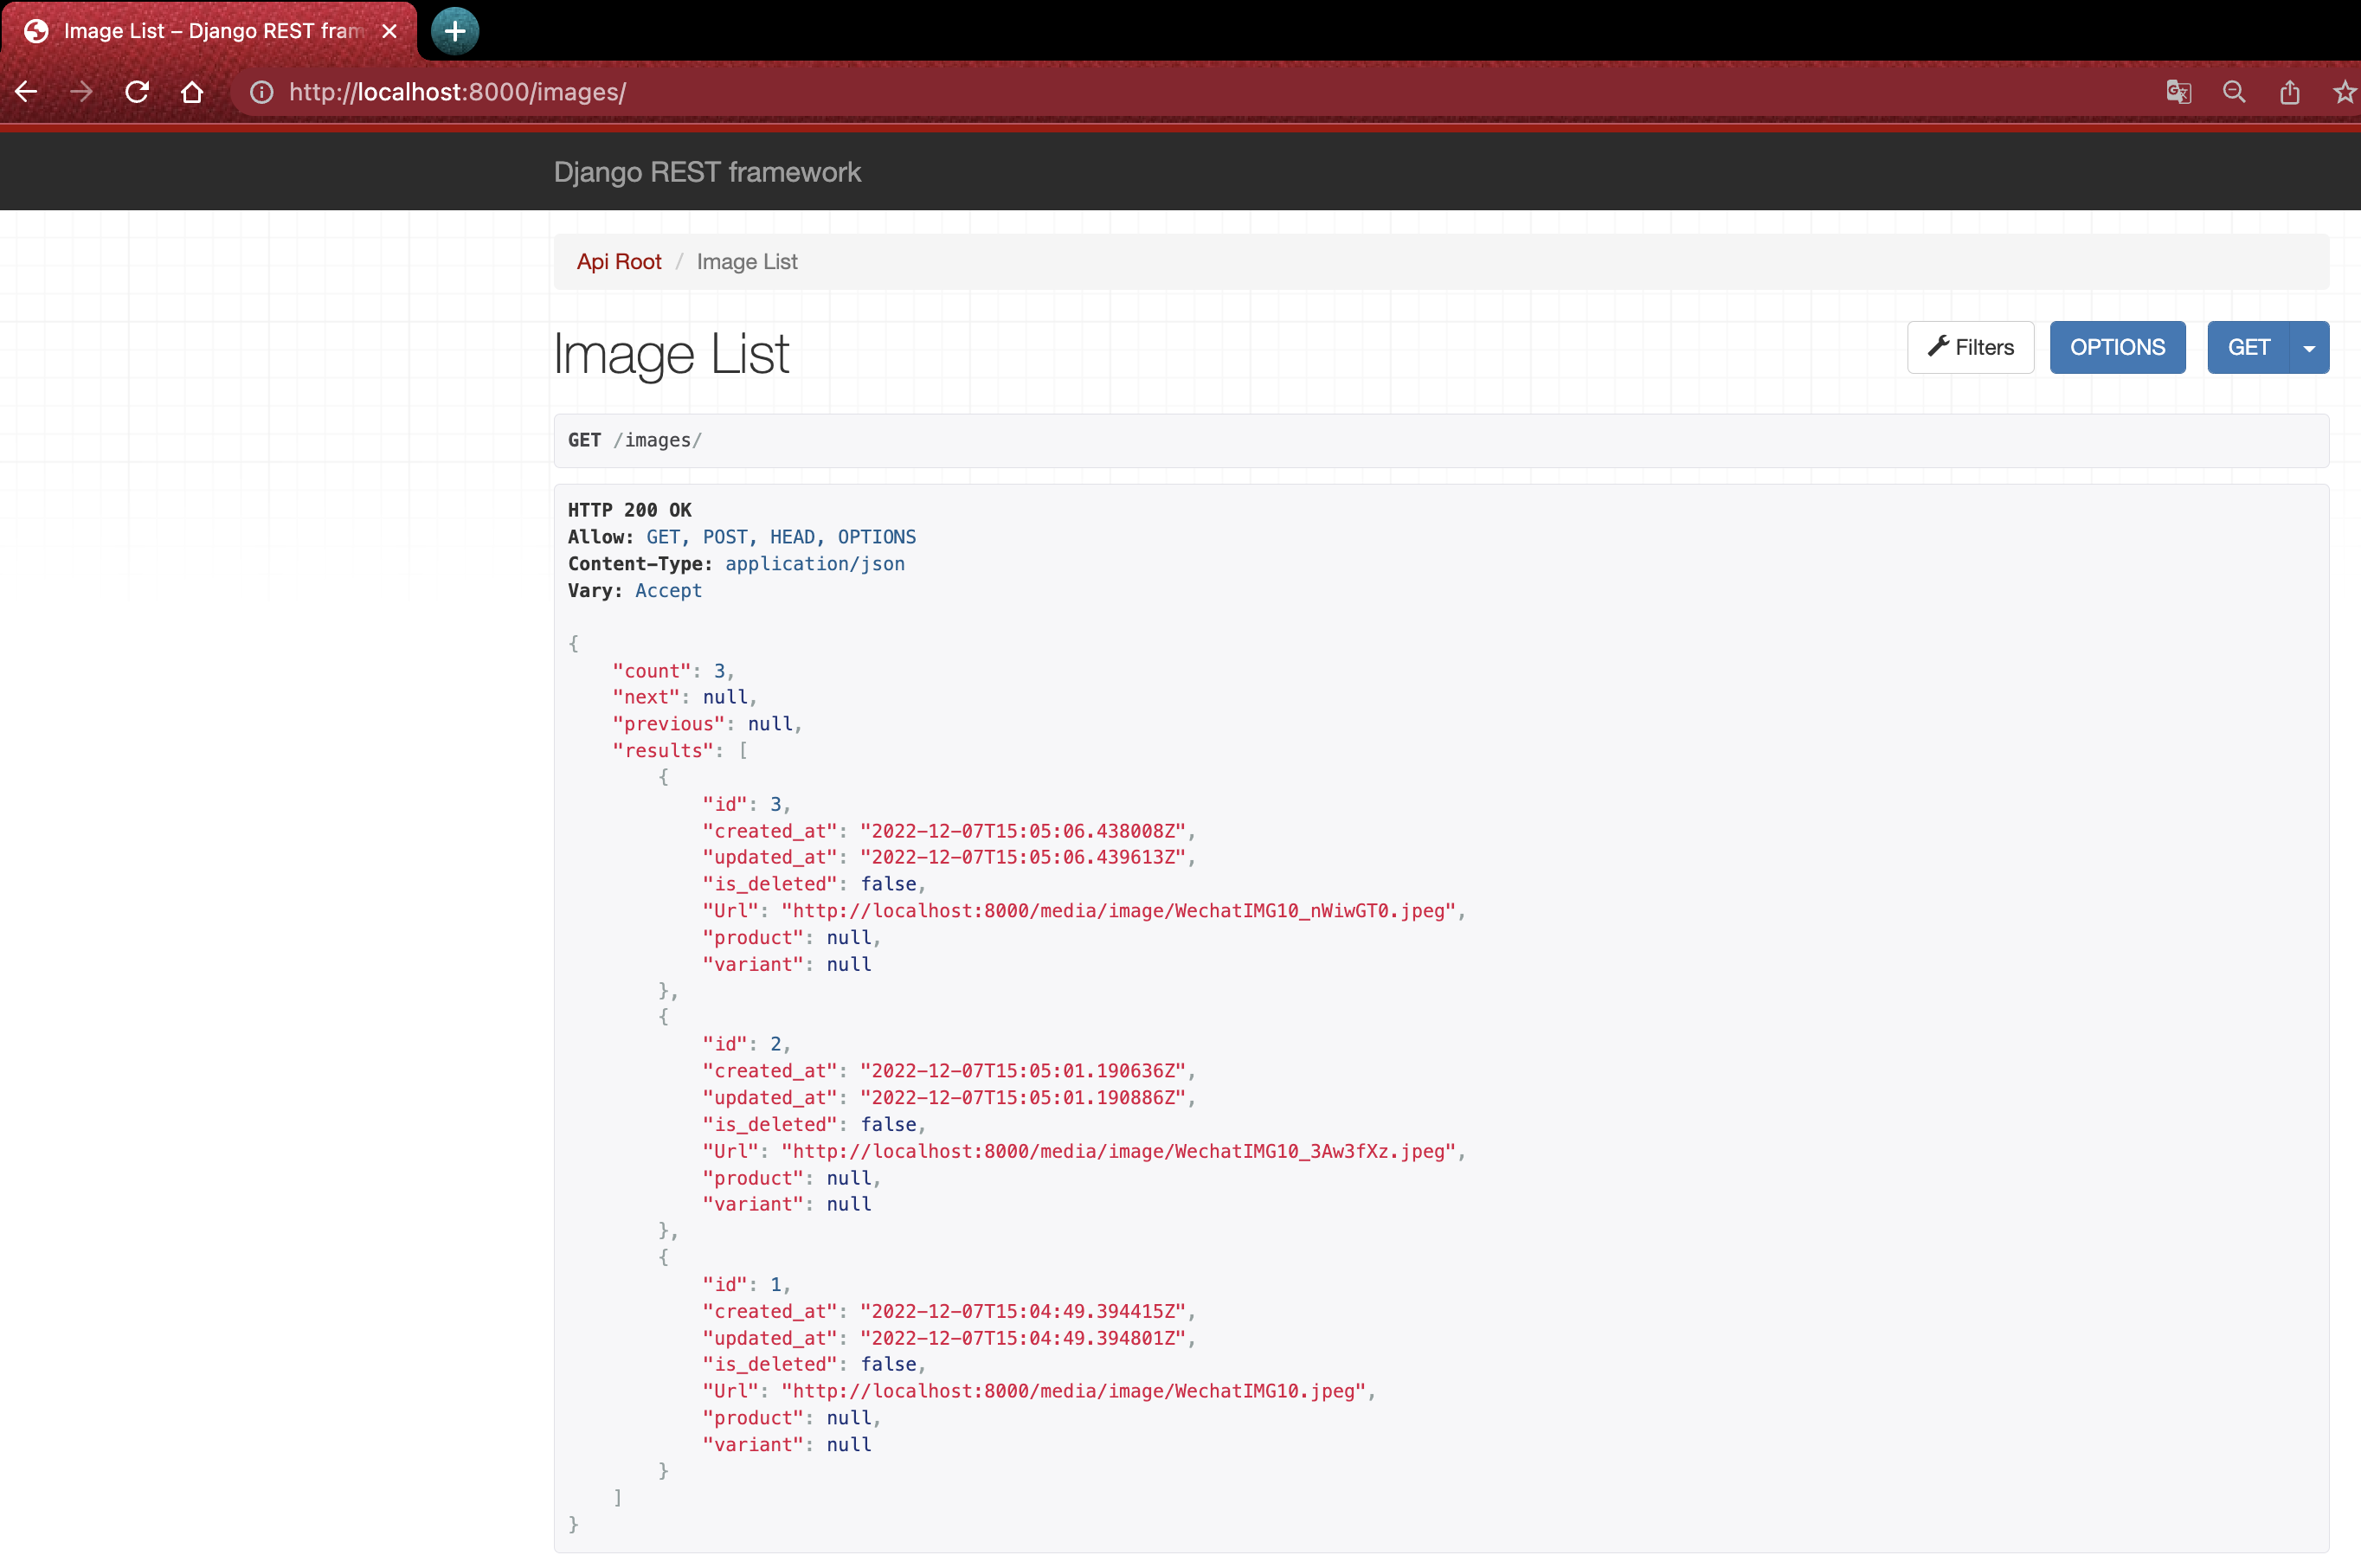 Image List – Django REST fram
http://localhost:8000/images/
Django REST framework
Api Root / Image List
Image List
Filters
OPTIONS
GET
GET /images/
HTTP 200 OK
Allow: GET, POST, HEAD, OPTIONS
Content-Type: application/json
Vary: Accept
{
    "count": 3,
    "next": null,
    "previous": null,
    "results": [
        {
            "id": 3,
            "created_at": "2022-12-07T15:05:06.438008Z",
            "updated_at": "2022-12-07T15:05:06.439613Z",
            "is_deleted": false,
            "Url": "http://localhost:8000/media/image/WechatIMG10_nWiwGT0.jpeg",
            "product": null,
            "variant": null
        },
        {
            "id": 2,
            "created_at": "2022-12-07T15:05:01.190636Z",
            "updated_at": "2022-12-07T15:05:01.190886Z",
            "is_deleted": false,
            "Url": "http://localhost:8000/media/image/WechatIMG10_3Aw3fXz.jpeg",
            "product": null,
            "variant": null
        },
        {
            "id": 1,
            "created_at": "2022-12-07T15:04:49.394415Z",
            "updated_at": "2022-12-07T15:04:49.394801Z",
            "is_deleted": false,
            "Url": "http://localhost:8000/media/image/WechatIMG10.jpeg",
            "product": null,
            "variant": null
        }
    ]
}